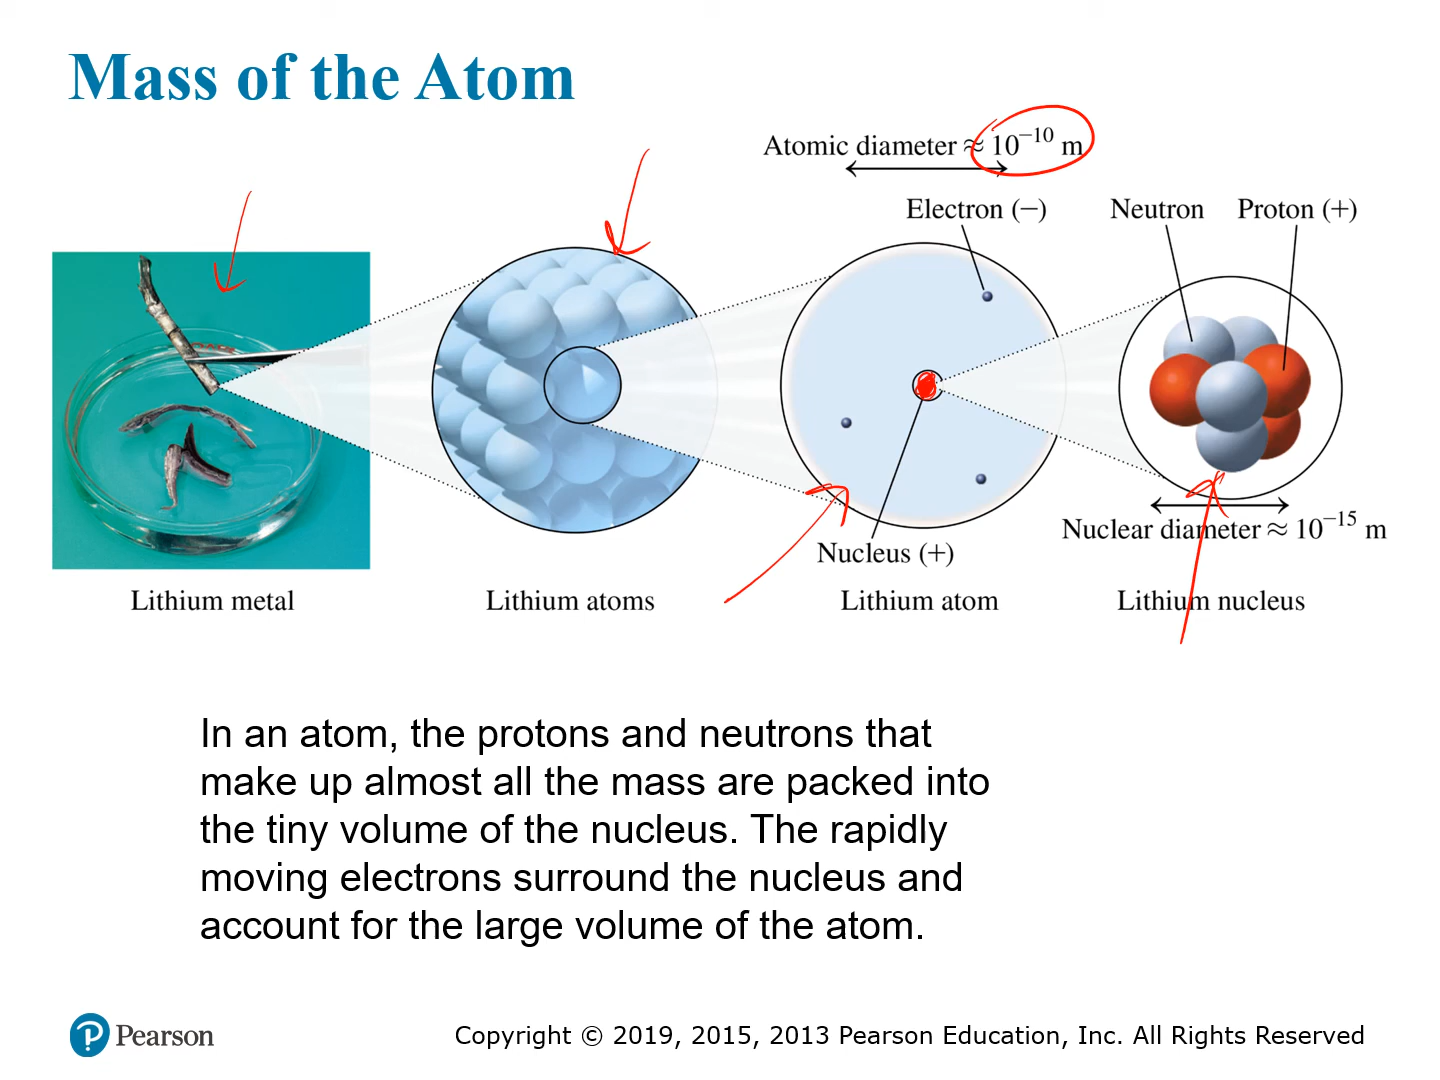 Mass of the Atom
Atomic diameter ≈ 10⁻¹⁰ m
Electron (−)
Neutron
Proton (+)
Nucleus (+)
Nuclear diameter ≈ 10⁻¹⁵ m
Lithium metal
Lithium atoms
Lithium atom
Lithium nucleus
In an atom, the protons and neutrons that
make up almost all the mass are packed into
the tiny volume of the nucleus. The rapidly
moving electrons surround the nucleus and
account for the large volume of the atom.
Pearson
Copyright © 2019, 2015, 2013 Pearson Education, Inc. All Rights Reserved